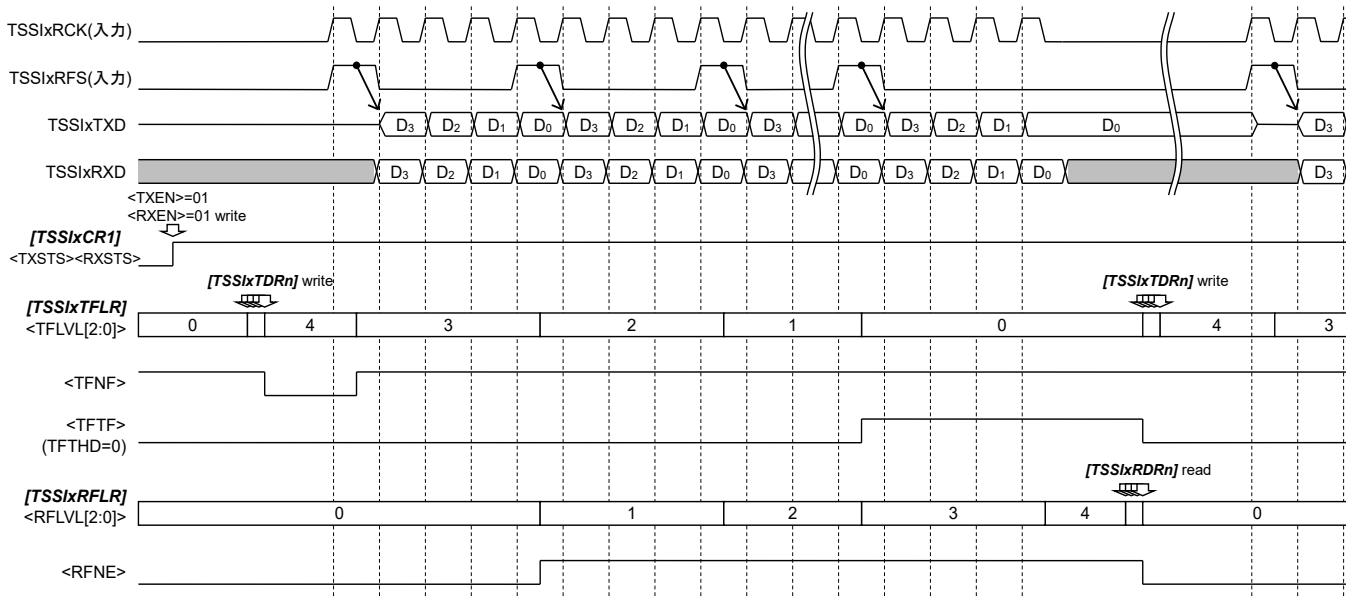 TSSIxRCK(入力)
TSSIxRFS(入力)
TSSIxTXD D3 D2 D1 D0 D3 D2 D1 D0 D3 D0 D3 D2 D1 D0 D3
TSSIxRXD D3 D2 D1 D0 D3 D2 D1 D0 D3 D0 D3 D2 D1 D0 D3
<TXEN>=01
<RXEN>=01 write
[TSSIxCR1]
<TXSTS><RXSTS>
[TSSIxTDRn] write [TSSIxTDRn] write
[TSSIxTFLR]
<TFLVL[2:0]> 0 4 3 2 1 0 4 3
<TFNF>
<TFTF>
(TFTHD=0)
[TSSIxRDRn] read
[TSSIxRFLR]
<RFLVL[2:0]> 0 1 2 3 4 0
<RFNE>